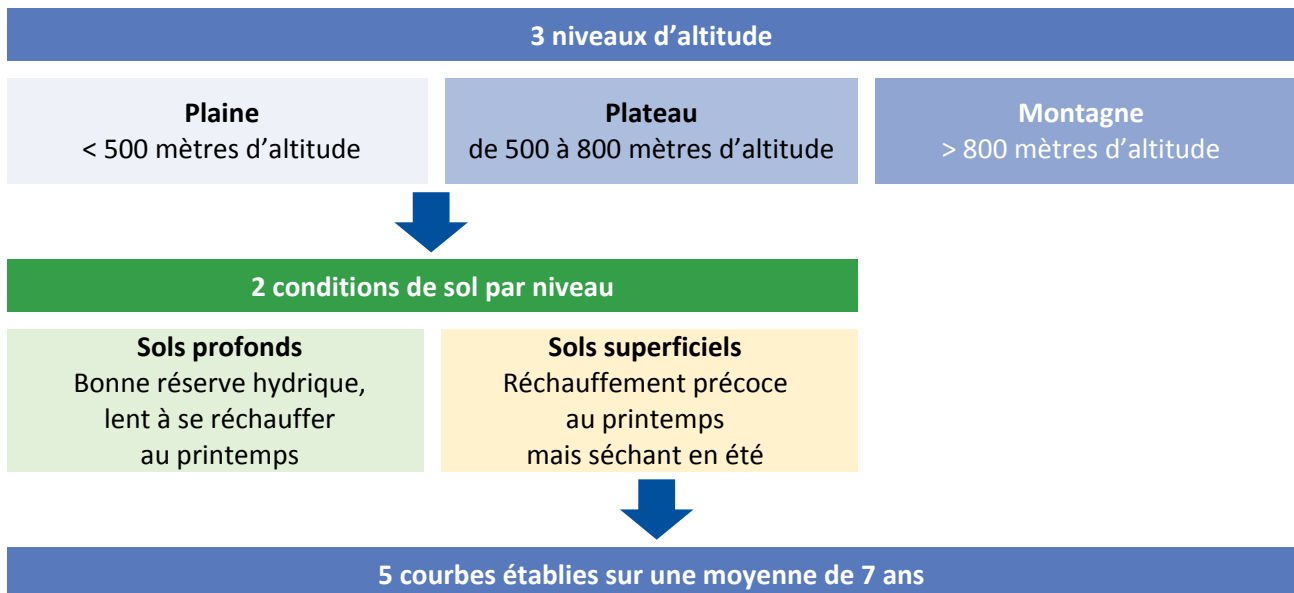 3 niveaux d’altitude
Plaine
< 500 mètres d’altitude
Plateau
de 500 à 800 mètres d’altitude
Montagne
> 800 mètres d’altitude
2 conditions de sol par niveau
Sols profonds
Bonne réserve hydrique,
lent à se réchauffer
au printemps
Sols superficiels
Réchauffement précoce
au printemps
mais séchant en été
5 courbes établies sur une moyenne de 7 ans